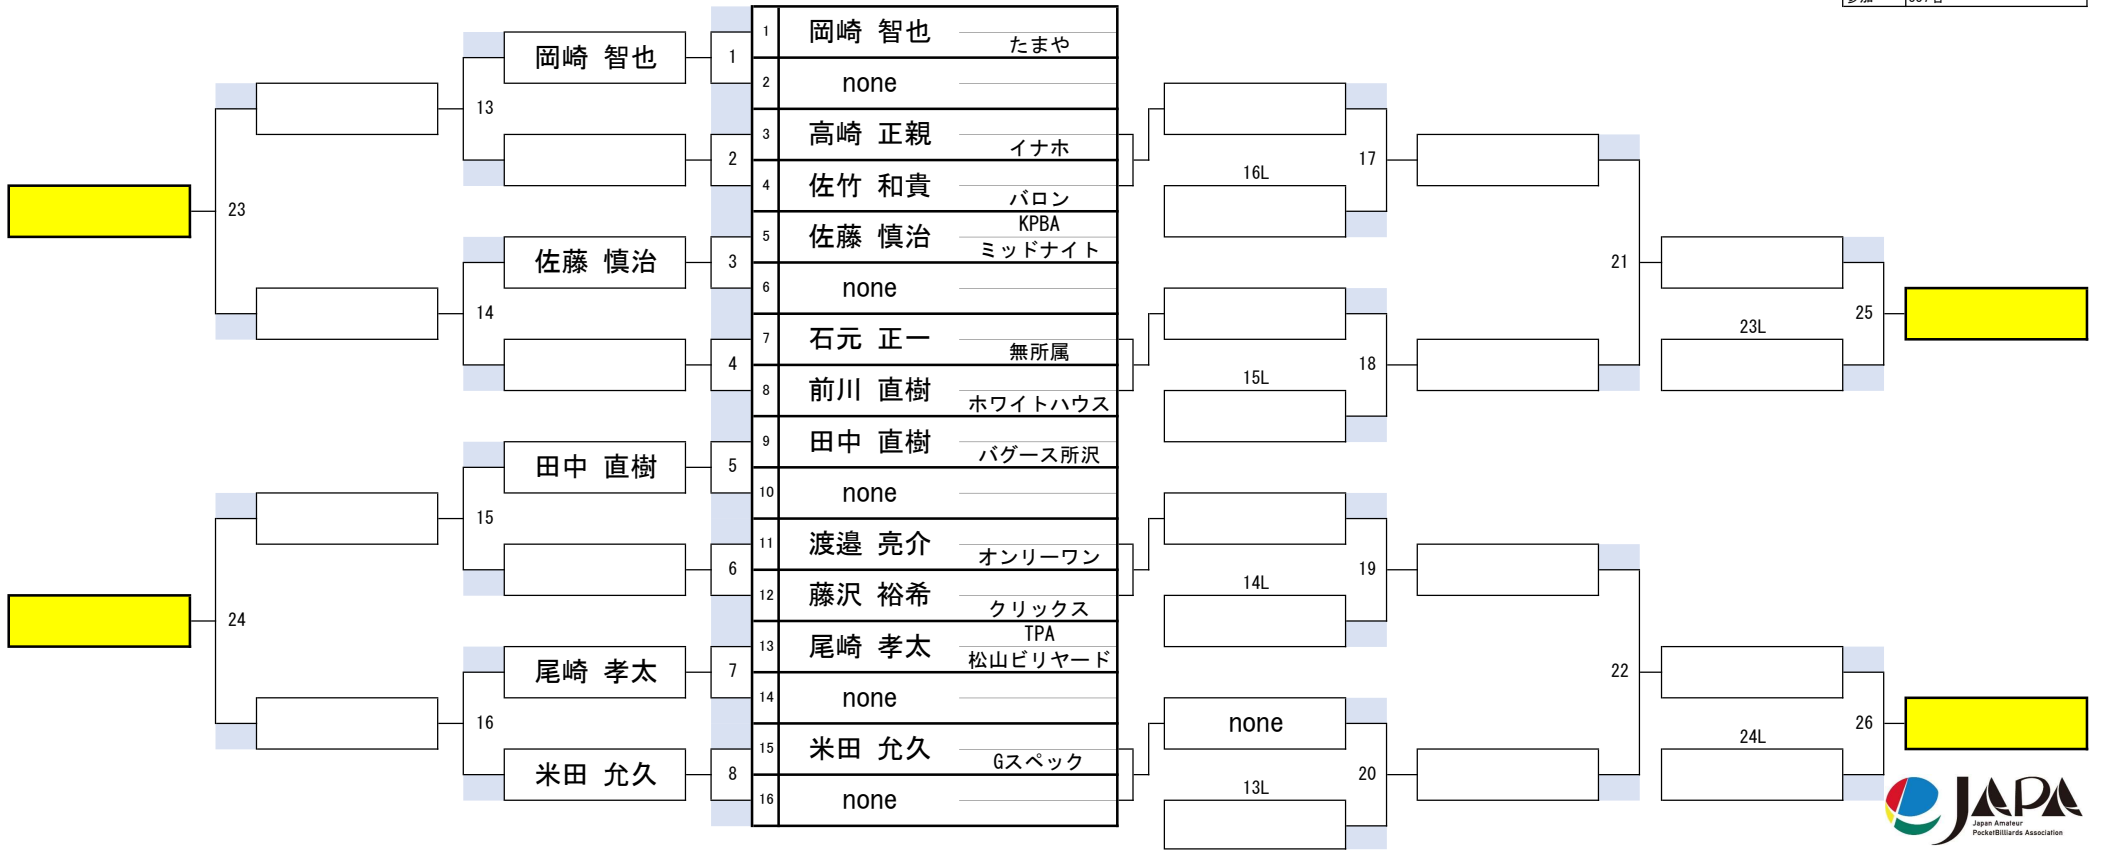 参加 
岡崎 智也
1
1
岡崎 智也
たまや
2
none
13
2
3
高崎 正親
イナホ
17
4
佐竹 和貴
バロン
16L
23
佐藤 慎治
3
5
佐藤 慎治
KPBA
ミッドナイト
21
6
none
14
25
4
7
石元 正一
無所属
23L
8
前川 直樹
ホワイトハウス
18
15L
田中 直樹
5
9
田中 直樹
バグース所沢
10
none
15
6
11
渡邉 亮介
オンリーワン
19
12
藤沢 裕希
クリックス
14L
24
尾崎 孝太
7
13
尾崎 孝太
TPA
松山ビリヤード
22
14
none
16
none
26
米田 允久
8
15
米田 允久
Gスペック
20
24L
16
none
13L
JAPA
Japan Amateur
PocketBilliards Association